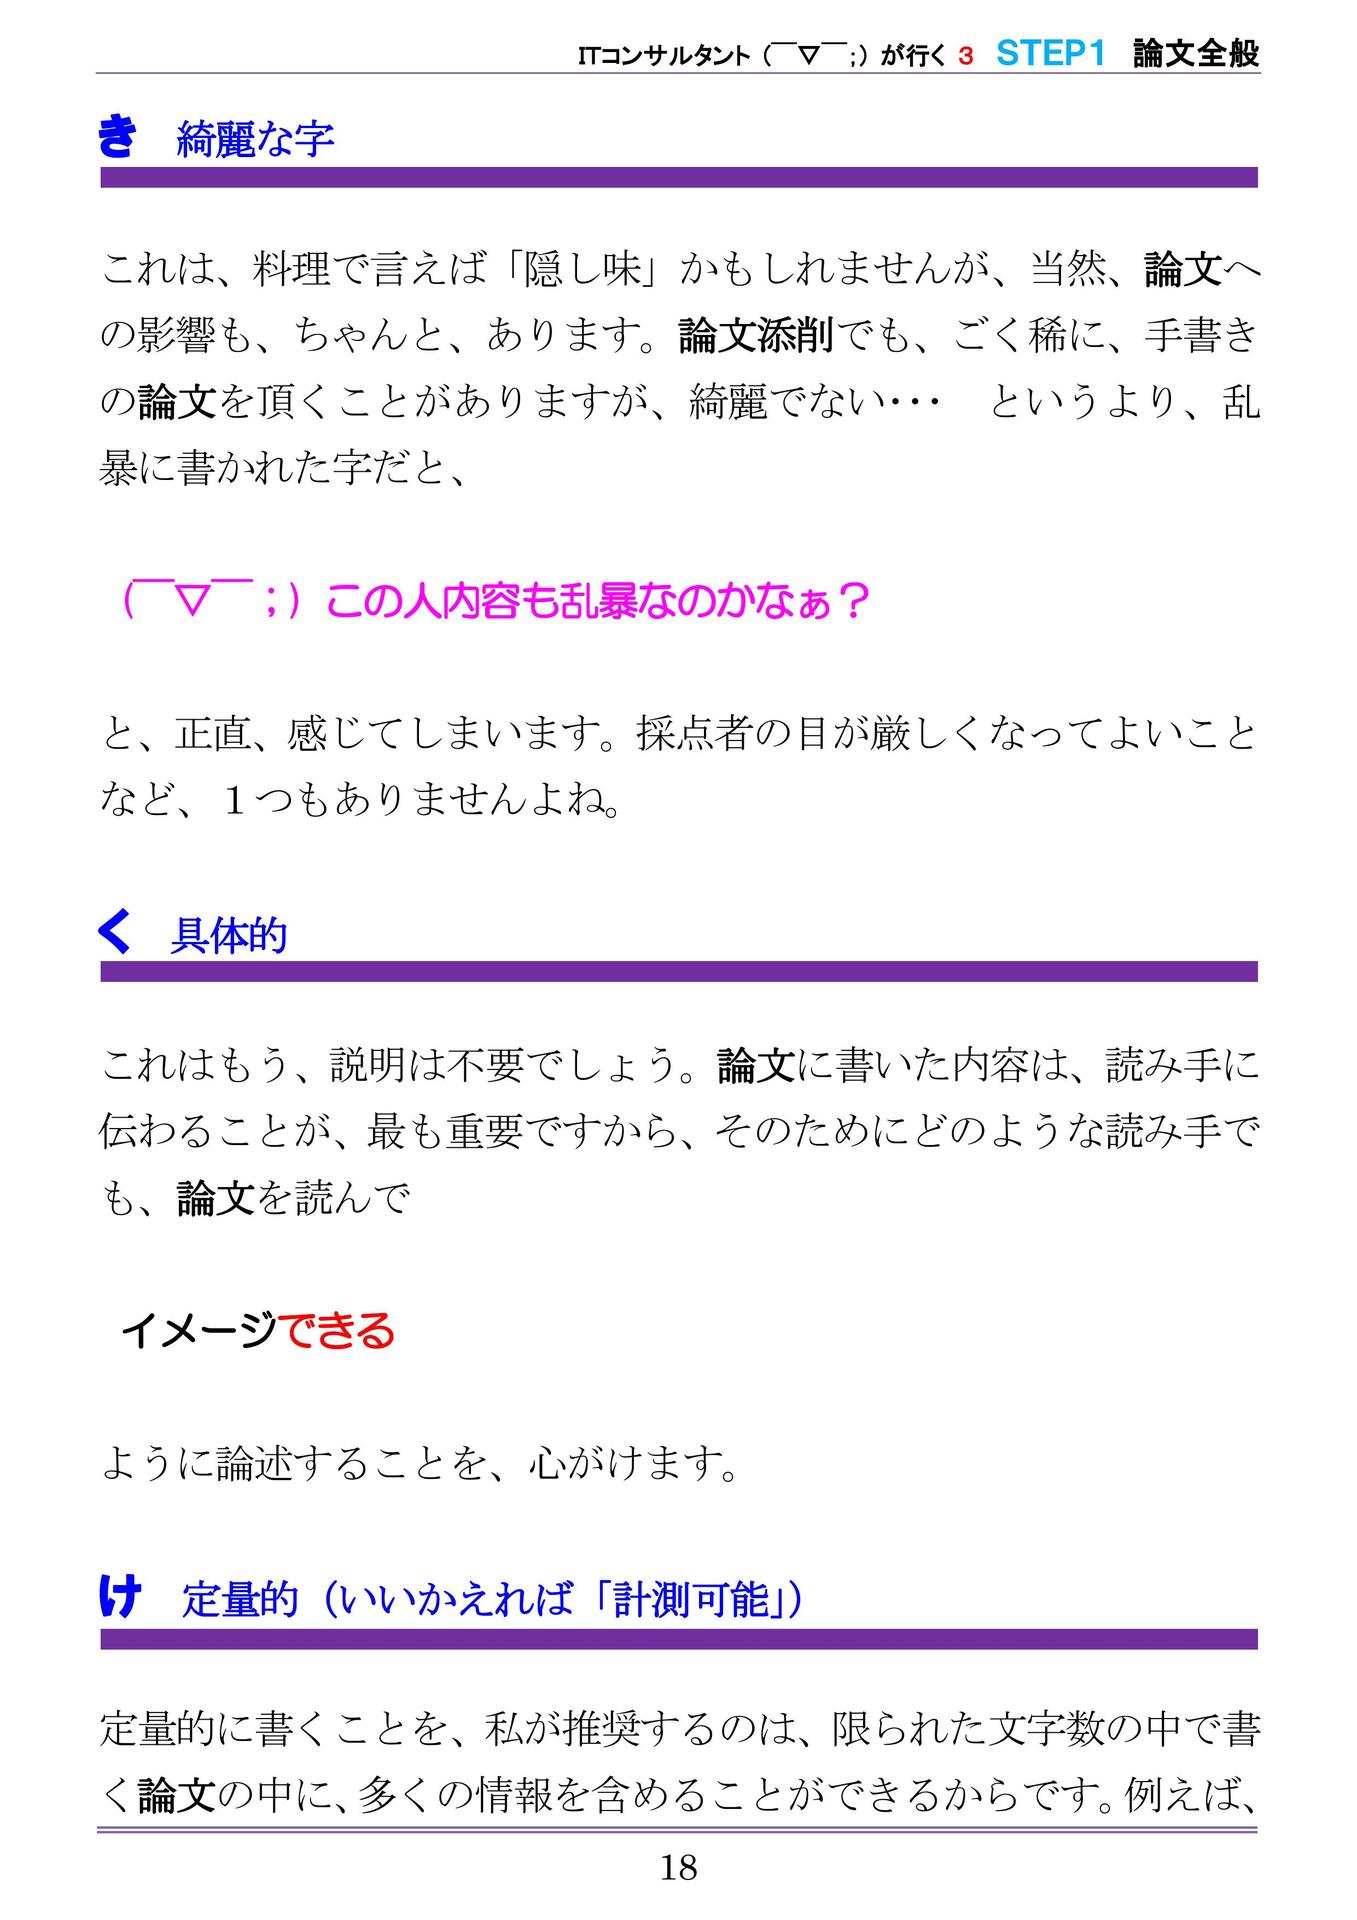 ITコンサルタント（￣▽￣；）が行く 3 STEP1 論文全般
き 綺麗な字
これは、料理で言えば「隠し味」かもしれませんが、当然、論文へ
の影響も、ちゃんと、あります。論文添削でも、ごく稀に、手書き
の論文を頂くことがありますが、綺麗でない･･･　というより、乱
暴に書かれた字だと、
（￣▽￣；）この人内容も乱暴なのかなぁ？
と、正直、感じてしまいます。採点者の目が厳しくなってよいこと
など、１つもありませんよね。
く 具体的
これはもう、説明は不要でしょう。論文に書いた内容は、読み手に
伝わることが、最も重要ですから、そのためにどのような読み手で
も、論文を読んで
イメージできる
ように論述することを、心がけます。
け 定量的（いいかえれば「計測可能」）
定量的に書くことを、私が推奨するのは、限られた文字数の中で書
く論文の中に、多くの情報を含めることができるからです。例えば、
18